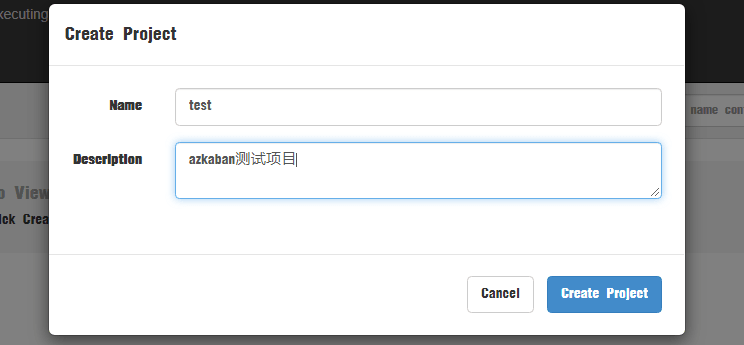 xecuting
Create Project
Name
test
name con
Description
azkaban测试项目
o View
ick Crea
Cancel
Create Project